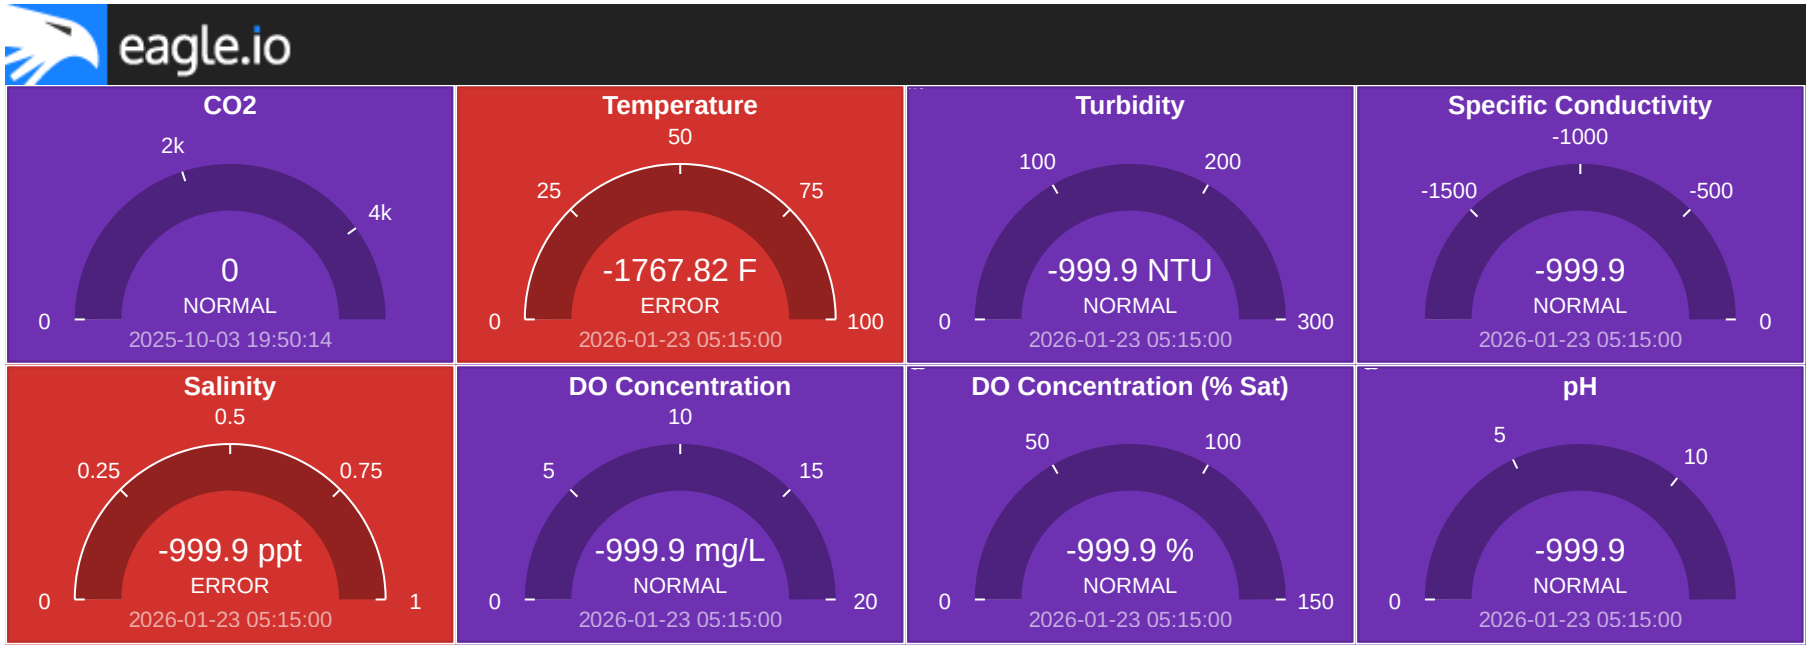 eagle.io
CO2
2k
4k
0
0
NORMAL
2025-10-03 19:50:14
Temperature
50
25
75
-1767.82 F
ERROR
0
100
2026-01-23 05:15:00
Turbidity
100
200
-999.9 NTU
NORMAL
0
300
2026-01-23 05:15:00
Specific Conductivity
-1000
-1500
-500
-999.9
NORMAL
0
2026-01-23 05:15:00
Salinity
0.5
0.25
0.75
-999.9 ppt
ERROR
0
1
2026-01-23 05:15:00
DO Concentration
10
5
15
-999.9 mg/L
NORMAL
0
20
2026-01-23 05:15:00
DO Concentration (% Sat)
50
100
-999.9 %
NORMAL
0
150
2026-01-23 05:15:00
pH
5
10
-999.9
NORMAL
0
2026-01-23 05:15:00